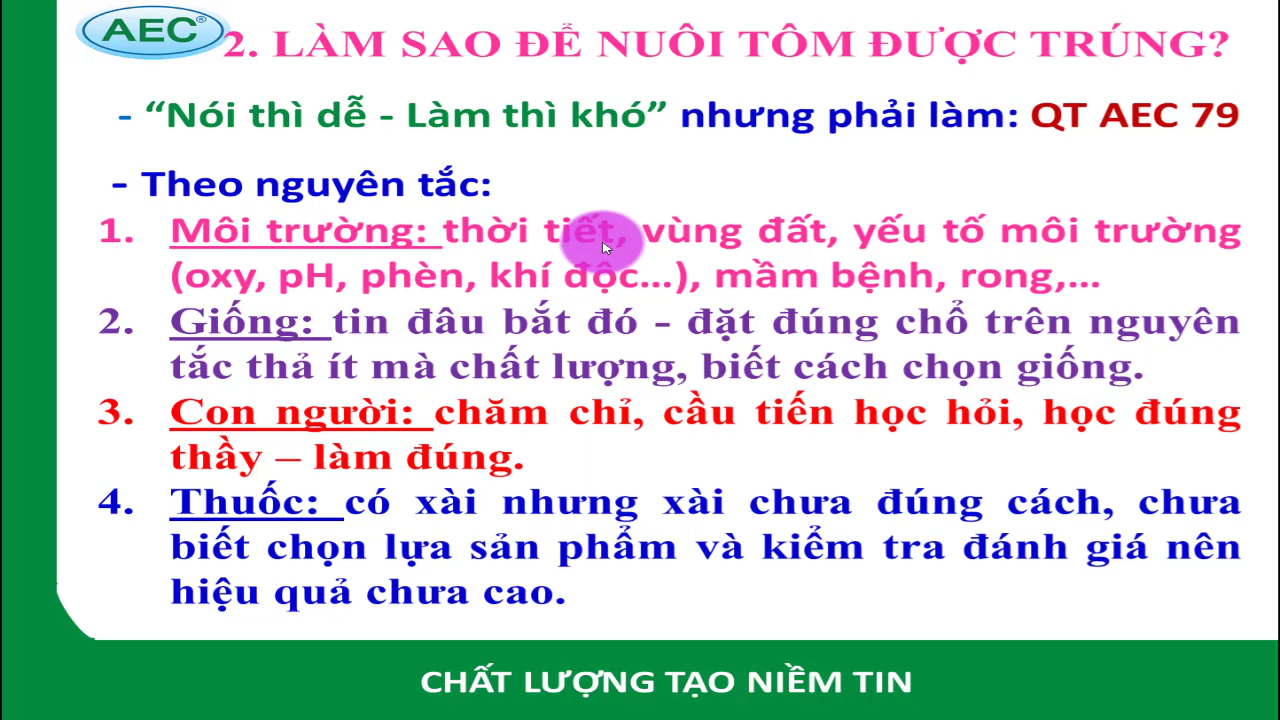 AEC®
2. LÀM SAO ĐỂ NUÔI TÔM ĐƯỢC TRÚNG?
- “Nói thì dễ - Làm thì khó” nhưng phải làm: QT AEC 79
- Theo nguyên tắc:
1. Môi trường: thời tiết, vùng đất, yếu tố môi trường
(oxy, pH, phèn, khí độc...), mầm bệnh, rong,...
2. Giống: tin đâu bắt đó - đặt đúng chổ trên nguyên
tắc thả ít mà chất lượng, biết cách chọn giống.
3. Con người: chăm chỉ, cầu tiến học hỏi, học đúng
thầy – làm đúng.
4. Thuốc: có xài nhưng xài chưa đúng cách, chưa
biết chọn lựa sản phẩm và kiểm tra đánh giá nên
hiệu quả chưa cao.
CHẤT LƯỢNG TẠO NIỀM TIN